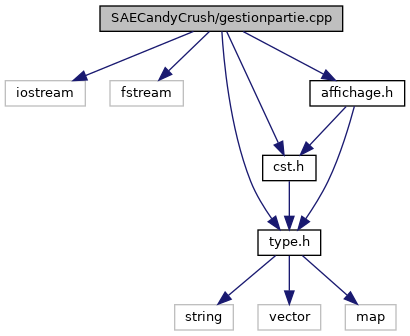 SAECandyCrush/gestionpartie.cpp
iostream
fstream
affichage.h
cst.h
type.h
string
vector
map